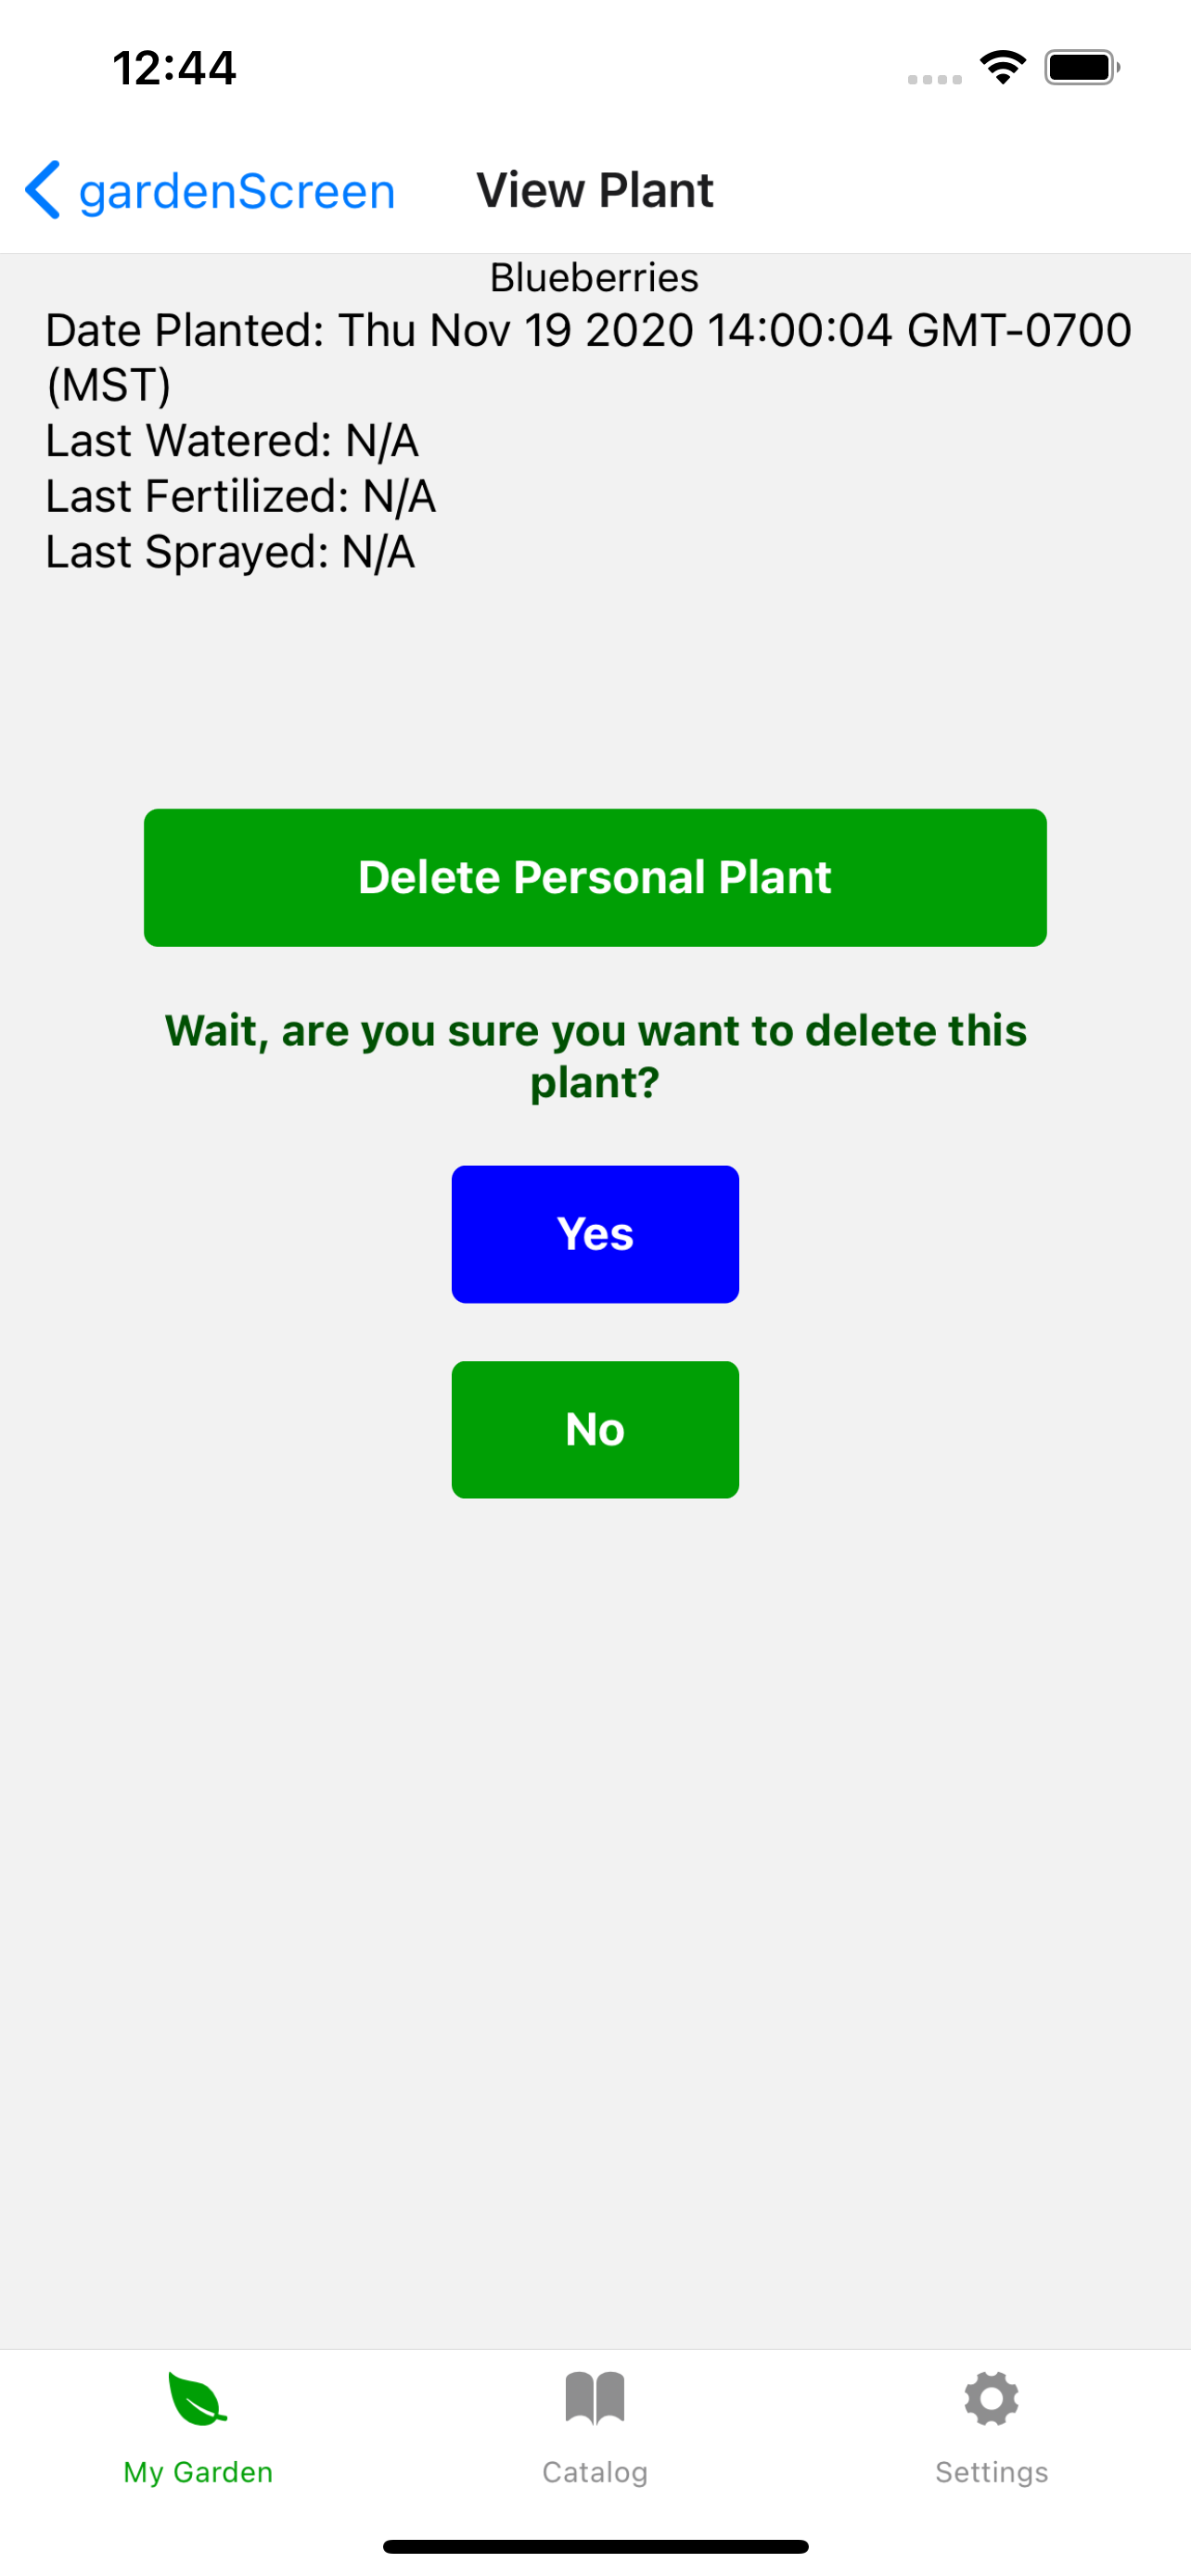 12:44
gardenScreen
View Plant
Blueberries
Date Planted: Thu Nov 19 2020 14:00:04 GMT-0700
(MST)
Last Watered: N/A
Last Fertilized: N/A
Last Sprayed: N/A
Delete Personal Plant
Wait, are you sure you want to delete this
plant?
Yes
No
My Garden
Catalog
Settings